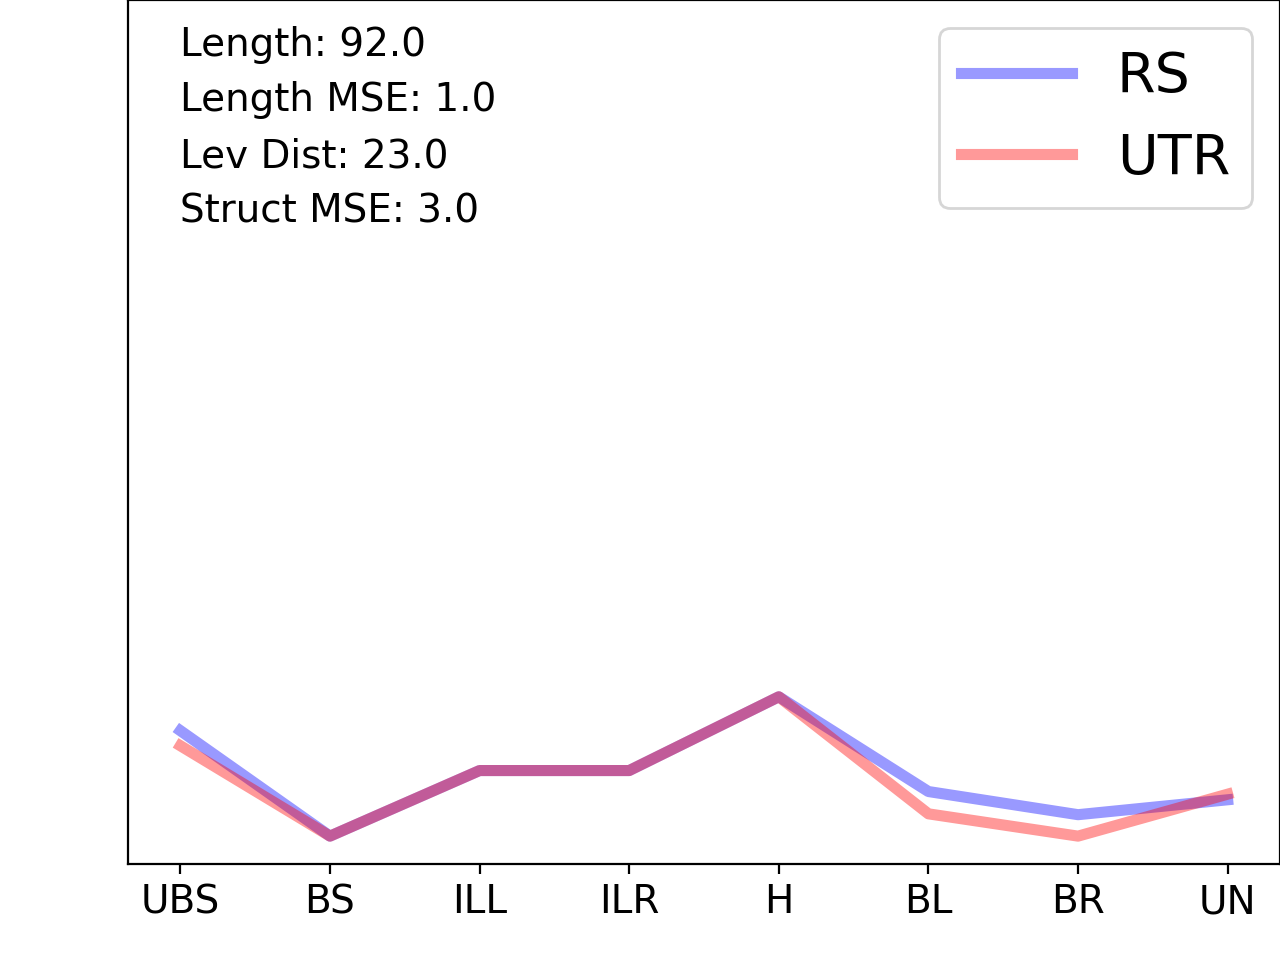 Length: 92.0
Length MSE: 1.0
Lev Dist: 23.0
Struct MSE: 3.0
RS
UTR
UBS BS ILL ILR H BL BR UN